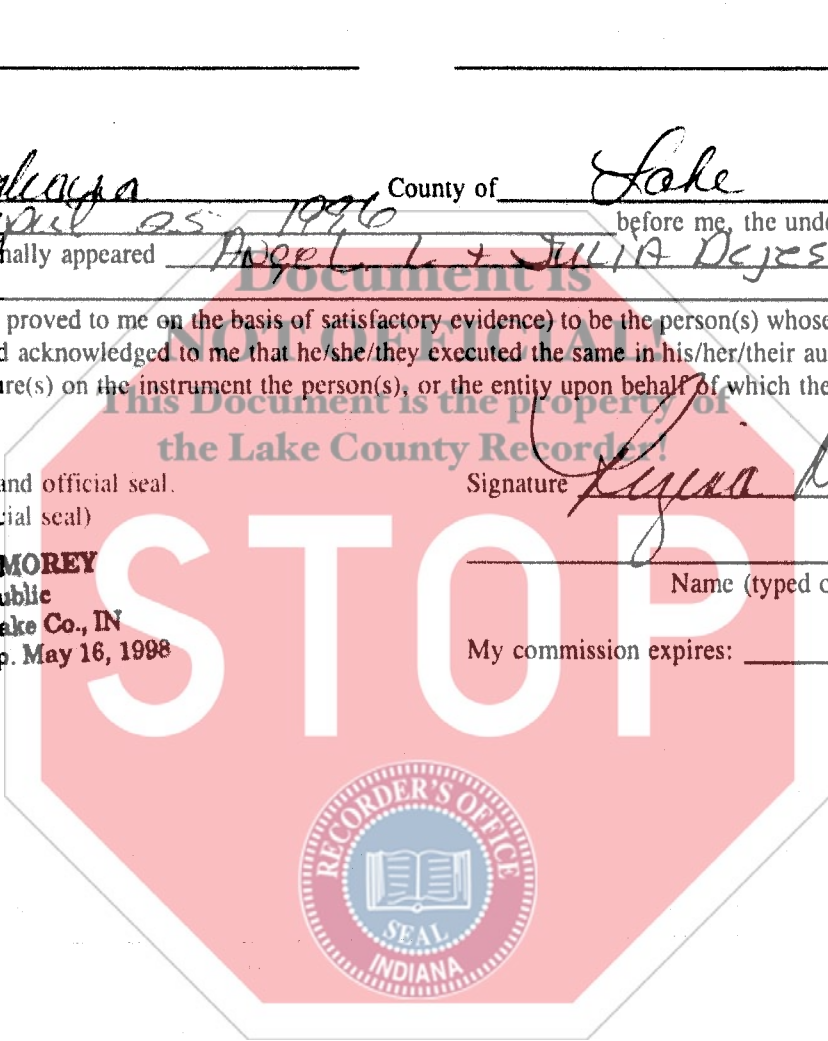 County of Lake
April 25, 1996 before me, the unde
nally appeared Angel L + JULIA Dejes
Document is
proved to me on the basis of satisfactory evidence) to be the person(s) whose
NOT OFFICIAL!
d acknowledged to me that he/she/they executed the same in his/her/their au
re(s) on the instrument the person(s), or the entity upon behalf of which the
This Document is the property of
the Lake County Recorder!
and official seal.
Signature Regina M
cial seal)
MOREY
ublic
Name (typed o
ake Co., IN
p. May 16, 1998
My commission expires:
STOP
RECORDER'S OFFICE
SEAL
INDIANA